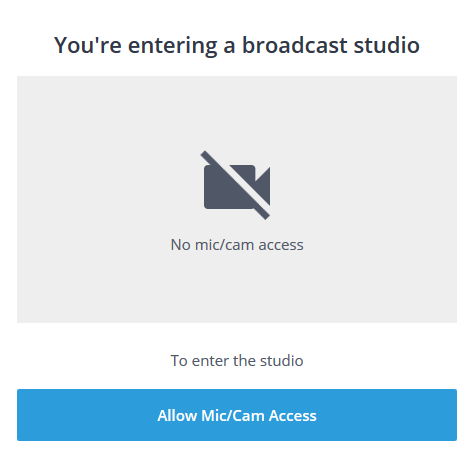 You're entering a broadcast studio
No mic/cam access
To enter the studio
Allow Mic/Cam Access